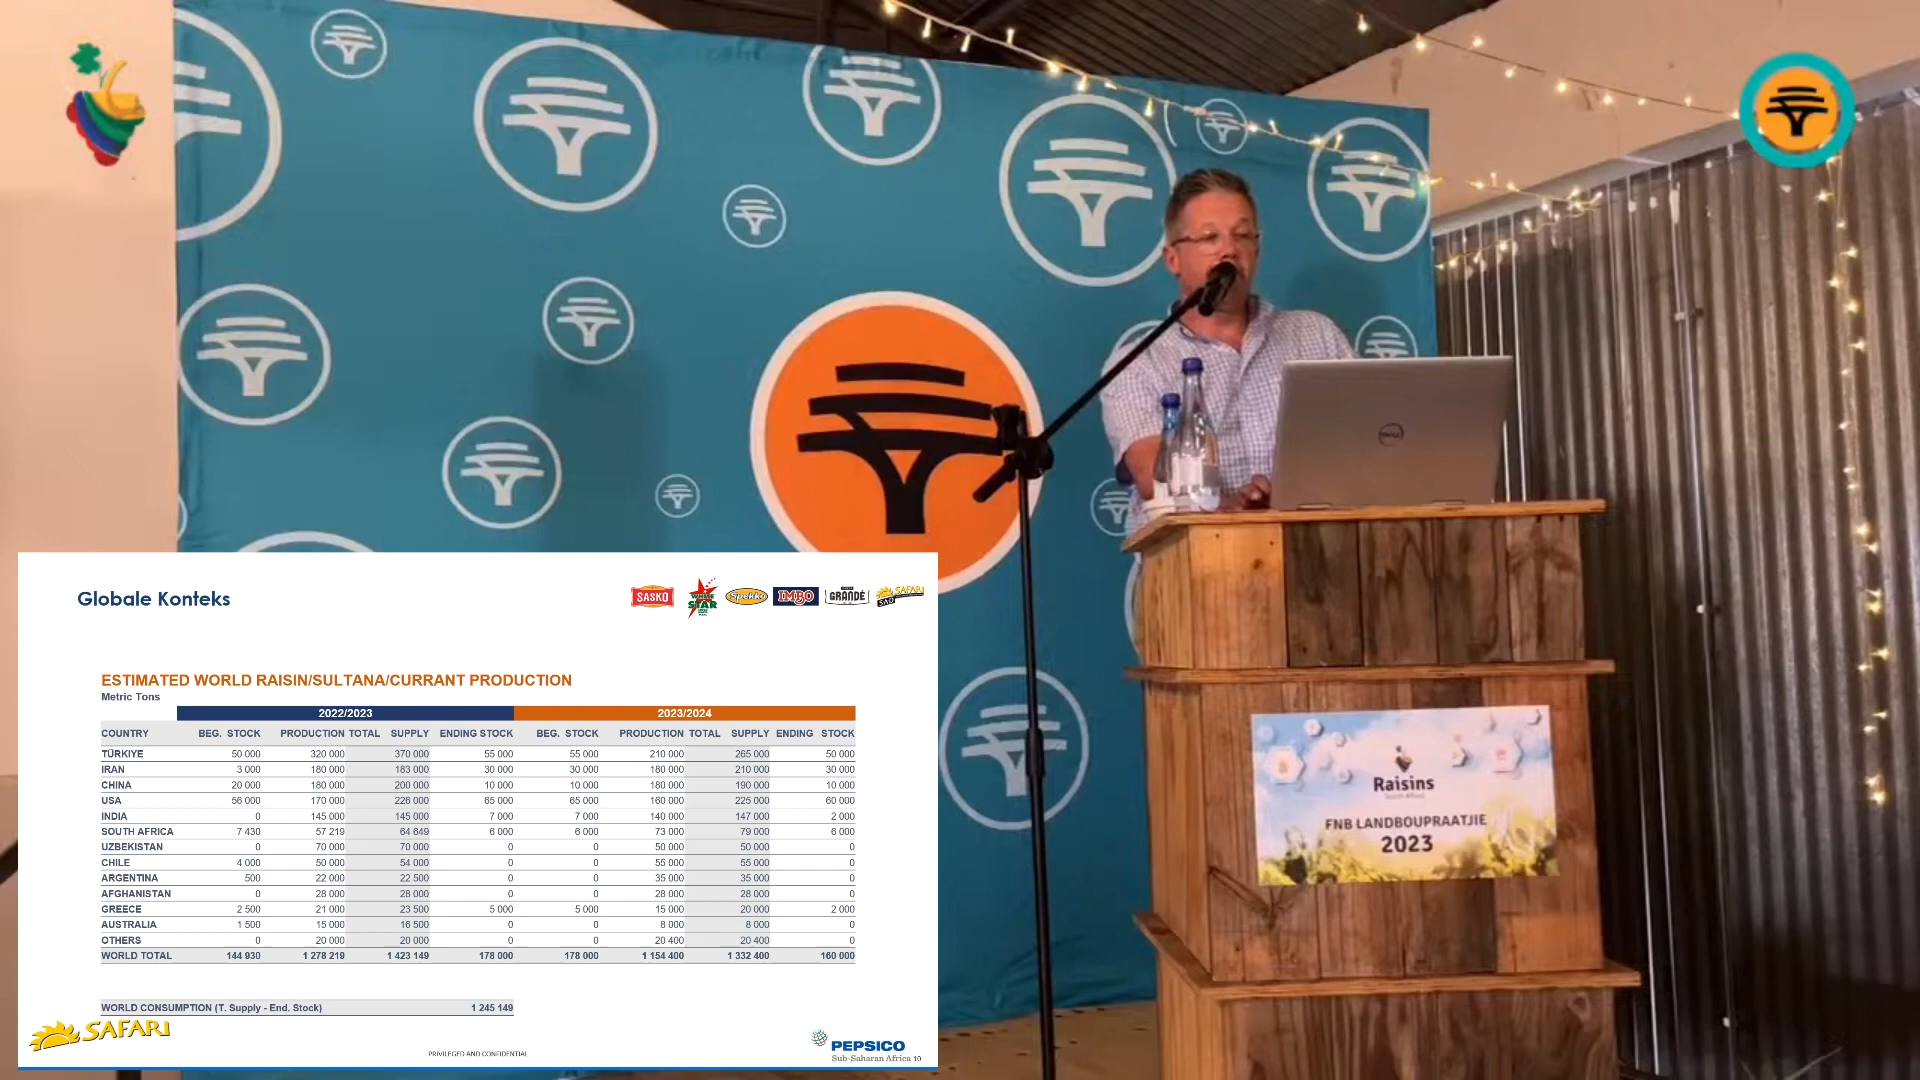 Globale Konteks
SASKO
WHITE STAR
Spekko
IMBO
GRANDÉ
SAFARI
SAD
ESTIMATED WORLD RAISIN/SULTANA/CURRANT PRODUCTION
Metric Tons
2022/2023 2023/2024
COUNTRY BEG. STOCK PRODUCTION TOTAL SUPPLY ENDING STOCK BEG. STOCK PRODUCTION TOTAL SUPPLY ENDING STOCK
TÜRKIYE 50 000 320 000 370 000 55 000 55 000 210 000 265 000 50 000
IRAN 3 000 180 000 183 000 30 000 30 000 180 000 210 000 30 000
CHINA 20 000 180 000 200 000 10 000 10 000 180 000 190 000 10 000
USA 56 000 170 000 226 000 65 000 65 000 160 000 225 000 60 000
INDIA 0 145 000 145 000 7 000 7 000 140 000 147 000 2 000
SOUTH AFRICA 7 430 57 219 64 649 6 000 6 000 73 000 79 000 6 000
UZBEKISTAN 0 70 000 70 000 0 0 50 000 50 000 0
CHILE 4 000 50 000 54 000 0 0 55 000 55 000 0
ARGENTINA 500 22 000 22 500 0 0 35 000 35 000 0
AFGHANISTAN 0 28 000 28 000 0 0 28 000 28 000 0
GREECE 2 500 21 000 23 500 5 000 5 000 15 000 20 000 2 000
AUSTRALIA 1 500 15 000 16 500 0 0 8 000 8 000 0
OTHERS 0 20 000 20 000 0 0 20 400 20 400 0
WORLD TOTAL 144 930 1 278 219 1 423 149 178 000 178 000 1 154 400 1 332 400 160 000
WORLD CONSUMPTION (T. Supply - End. Stock) 1 245 149
SAFARI
PRIVILEGED AND CONFIDENTIAL
PEPSICO
Sub-Saharan Africa 10
DELL
Raisins
South Africa
FNB LANDBOUPRAATJIE
2023